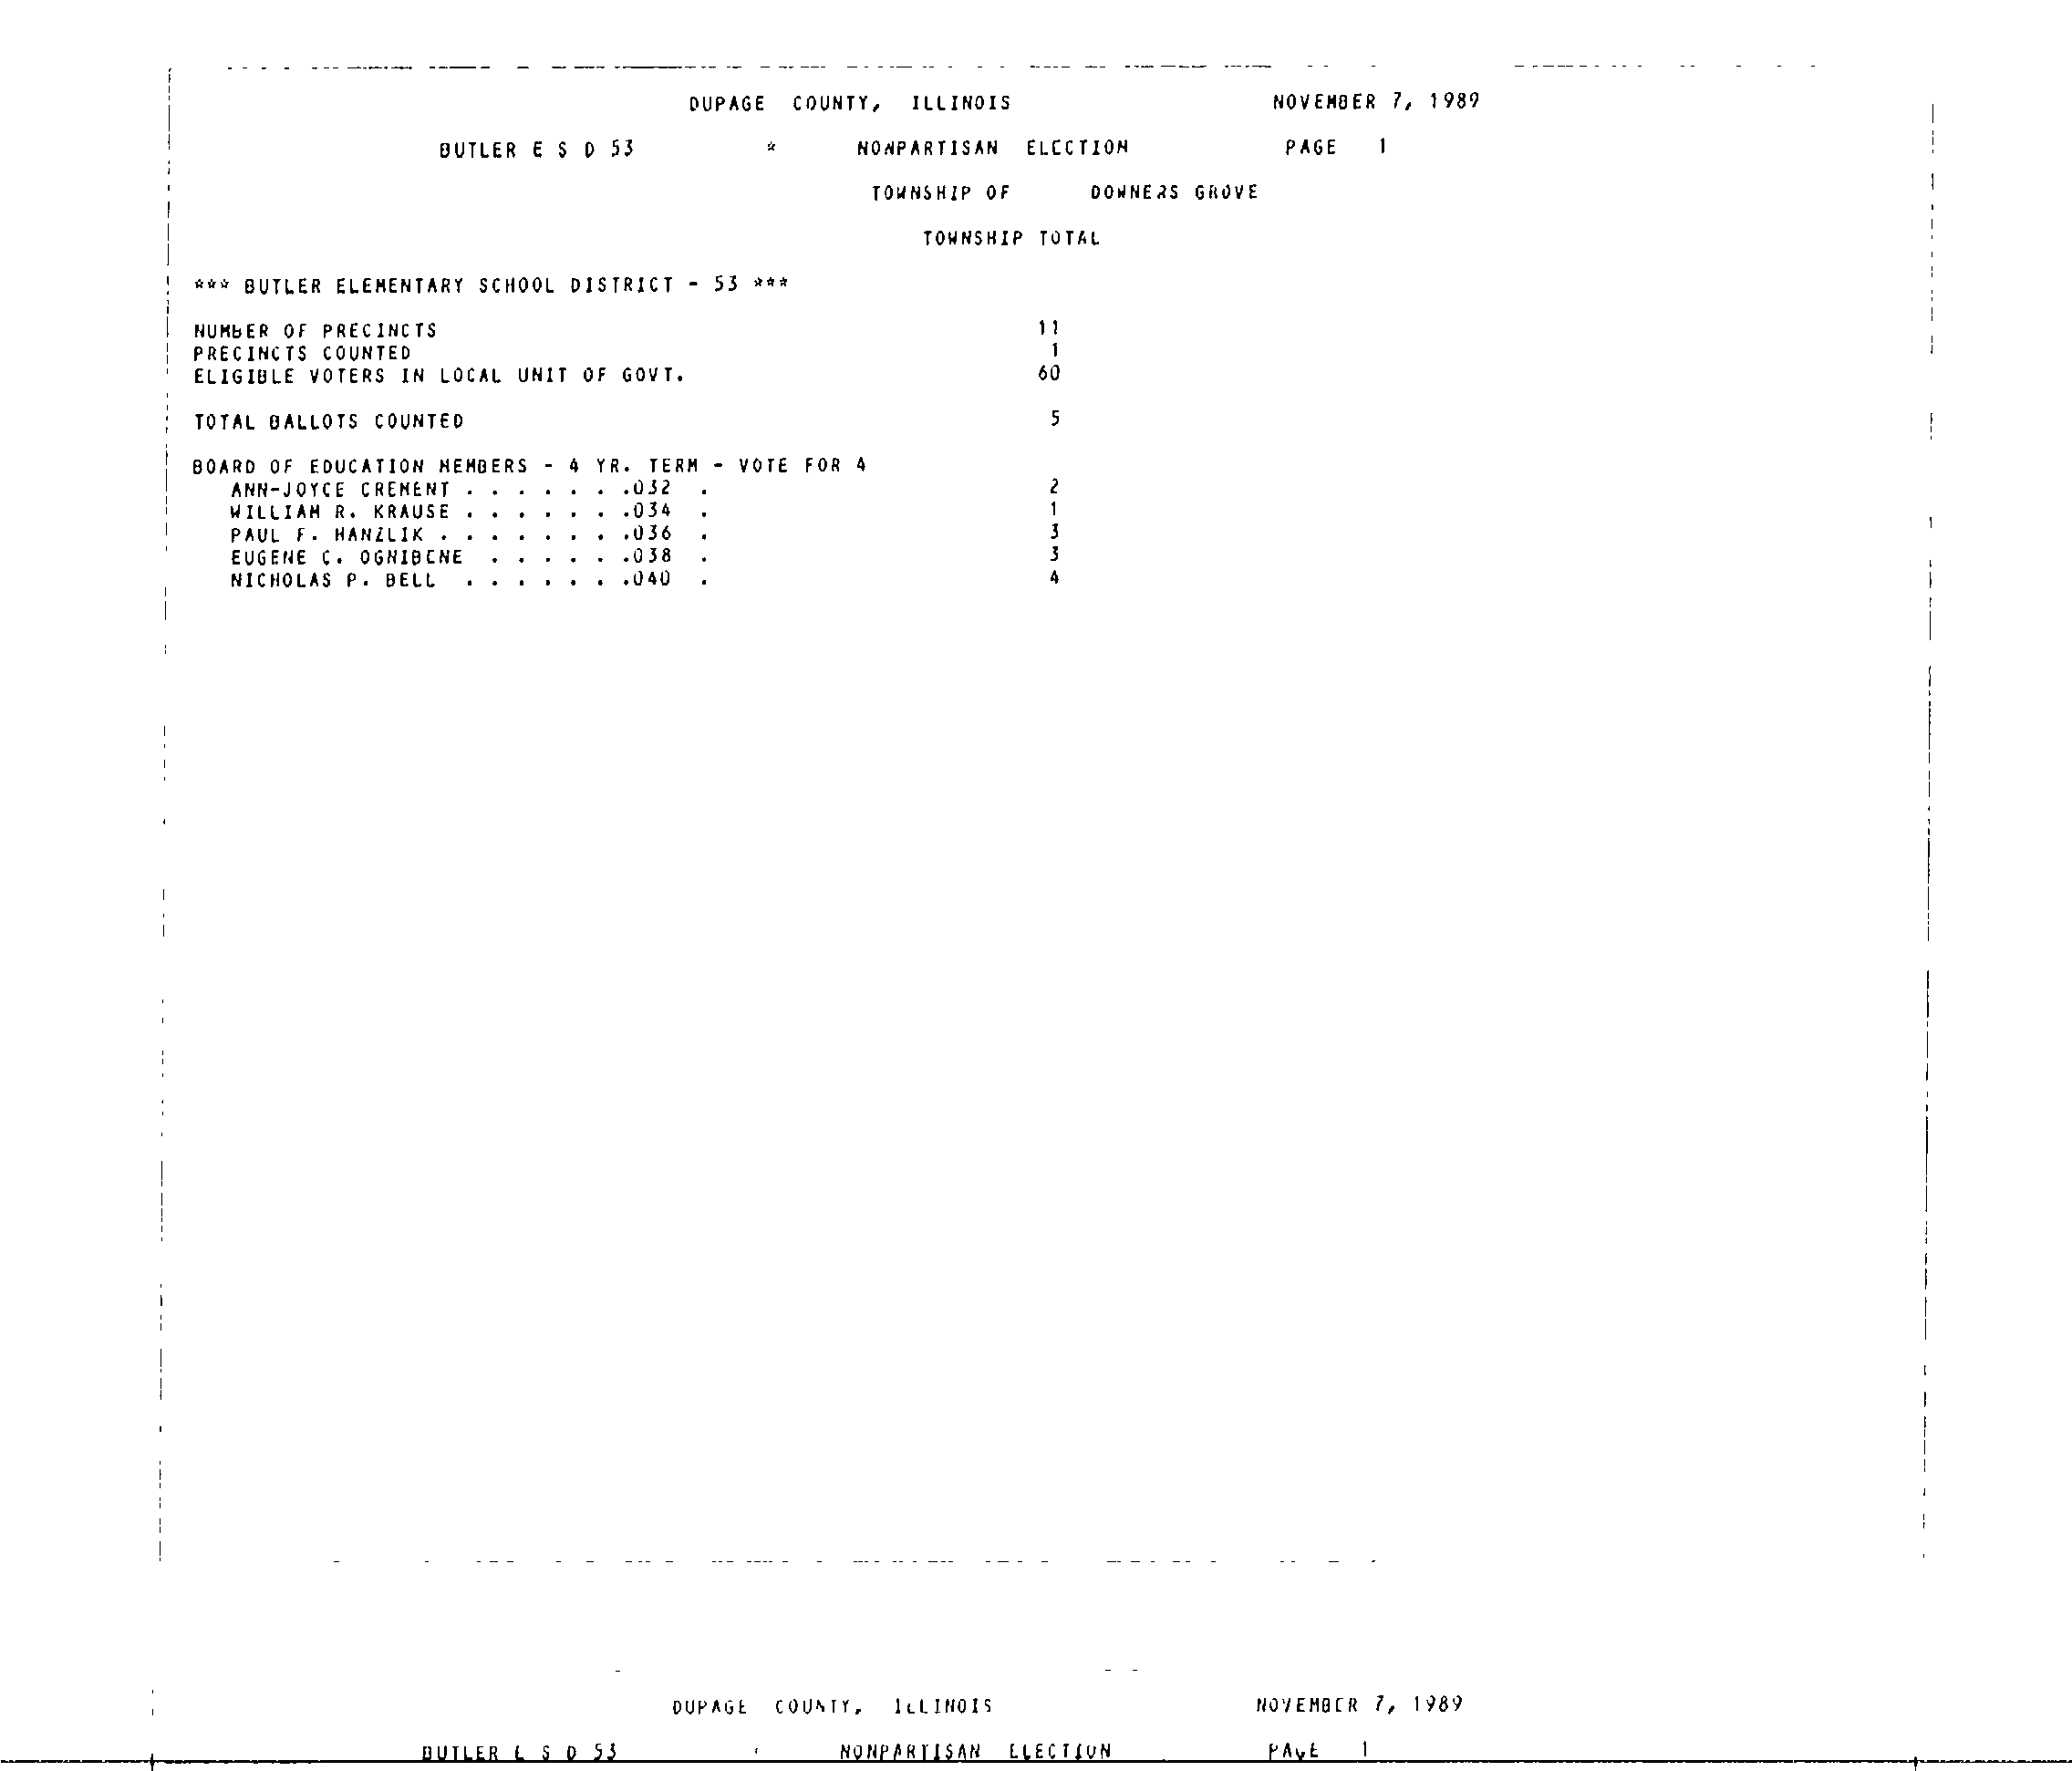 DUPAGE COUNTY, ILLINOIS NOVEMBER 7, 1989
BUTLER E S D 53 * NONPARTISAN ELECTION PAGE 1
TOWNSHIP OF DOWNERS GROVE
TOWNSHIP TOTAL
*** BUTLER ELEMENTARY SCHOOL DISTRICT - 53 ***
NUMBER OF PRECINCTS 11
PRECINCTS COUNTED 1
ELIGIBLE VOTERS IN LOCAL UNIT OF GOVT. 60
TOTAL BALLOTS COUNTED 5
BOARD OF EDUCATION MEMBERS - 4 YR. TERM - VOTE FOR 4
ANN-JOYCE CREMENT . . . . . . .032 . 2
WILLIAM R. KRAUSE . . . . . . .034 . 1
PAUL F. HANZLIK . . . . . . . .036 . 3
EUGENE C. OGNIBENE . . . . . .038 . 3
NICHOLAS P. BELL . . . . . . .040 . 4
DUPAGE COUNTY, ILLINOIS NOVEMBER 7, 1989
BUTLER E S D 53 NONPARTISAN ELECTION PAGE 1